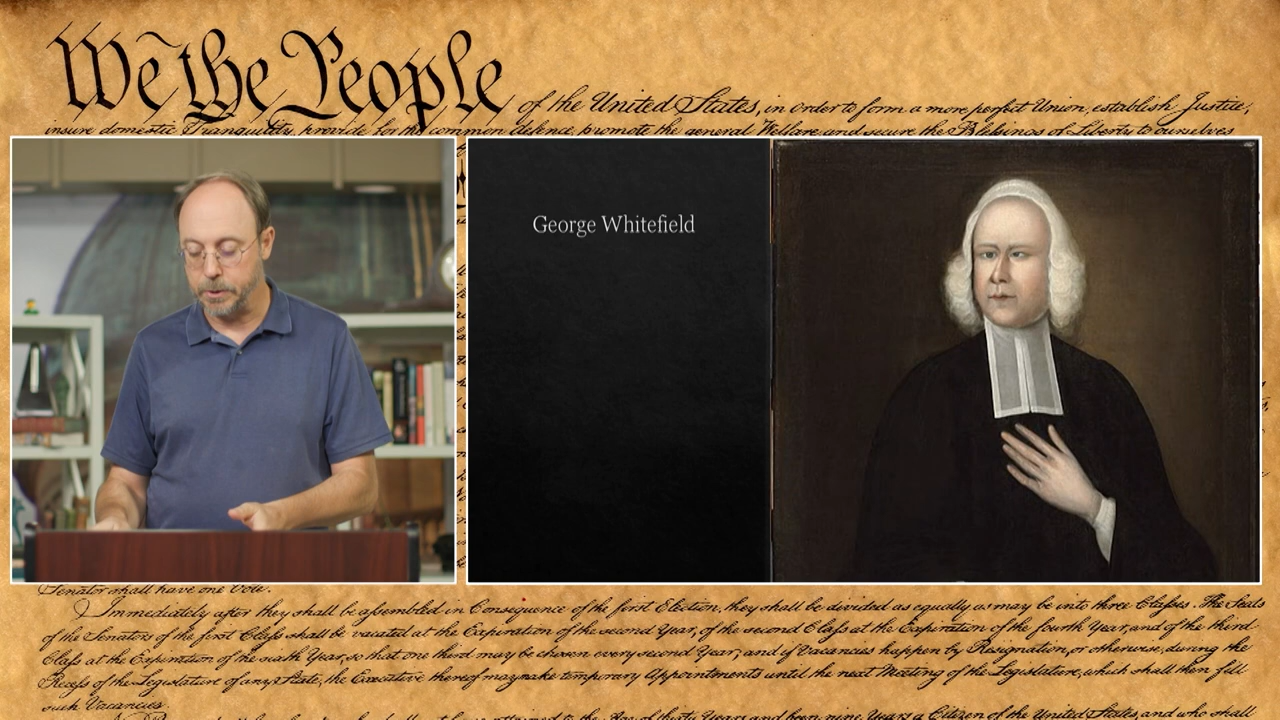 We the People of the United States, in order to form a more perfect Union, establish Justice,
insure domestic Tranquility, provide for the common defence, promote the general Welfare and secure the Blessings of Liberty to ourselves
George Whitefield
Senator shall have one Vote.
Immediately after they shall be assembled in Consequence of the first Election, they shall be divided as equally as may be into three Classes. The Seats
of the Senators of the first Class shall be vacated at the Expiration of the second Year, of the second Class at the Expiration of the fourth Year, and of the third
Class at the Expiration of the sixth Year, so that one third may be chosen every second Year; and if Vacancies happen by Resignation, or otherwise, during the
Recess of the Legislature of any State, the Executive thereof may make temporary Appointments until the next Meeting of the Legislature, which shall then fill
such Vacancies.
the Age of thirty Years and been nine Years a Citizen of the United States, and who shall